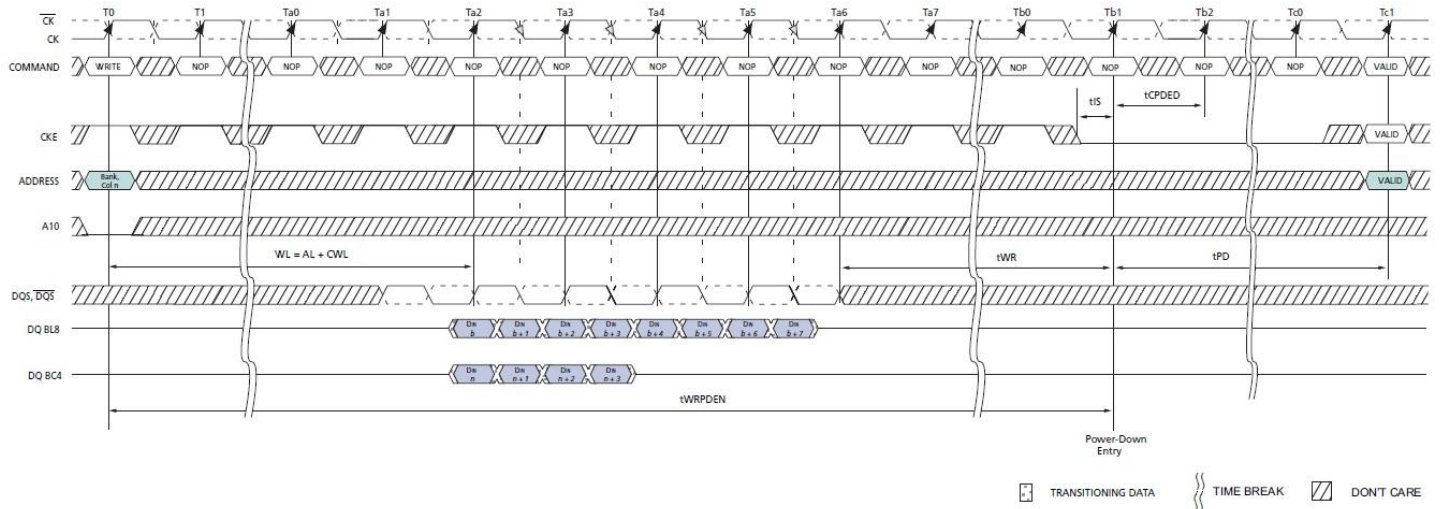 T0 T1 Ta0 Ta1 Ta2 Ta3 Ta4 Ta5 Ta6 Ta7 Tb0 Tb1 Tb2 Tc0 Tc1
CK
CK
COMMAND WRITE NOP NOP NOP NOP NOP NOP NOP NOP NOP NOP NOP NOP NOP VALID
tIS tCPDED
CKE VALID
ADDRESS Bank, Col n VALID
A10
WL = AL + CWL tWR tPD
DQS, DQS
DQ BL8 DIN b DIN b + 1 DIN b + 2 DIN b + 3 DIN b + 4 DIN b + 5 DIN b + 6 DIN b + 7
DQ BC4 DIN n DIN n + 1 DIN n + 2 DIN n + 3
tWRPDEN
Power-Down
Entry
TRANSITIONING DATA TIME BREAK DON'T CARE